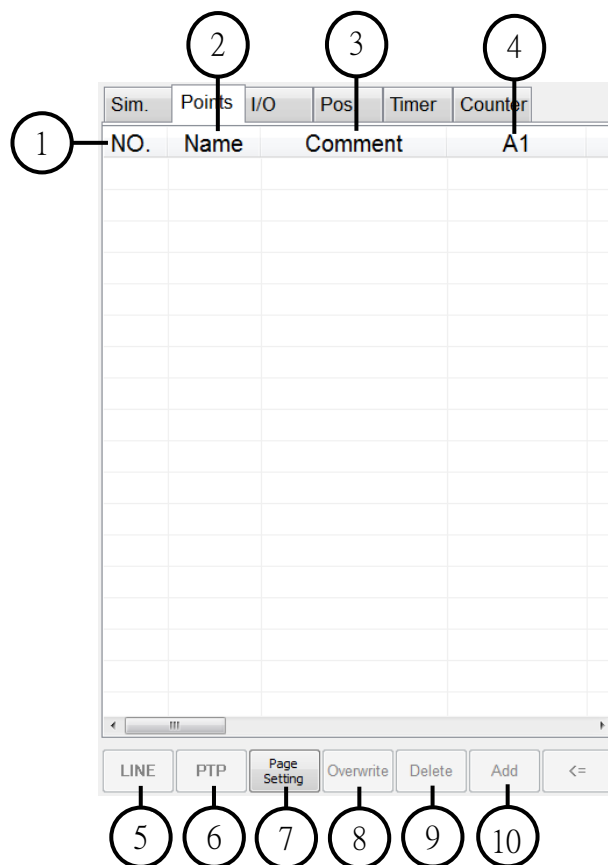 2 3 4
Sim. Points I/O Pos Timer Counter
1 NO. Name Comment A1
LINE PTP Page Setting Overwrite Delete Add <=
5 6 7 8 9 10